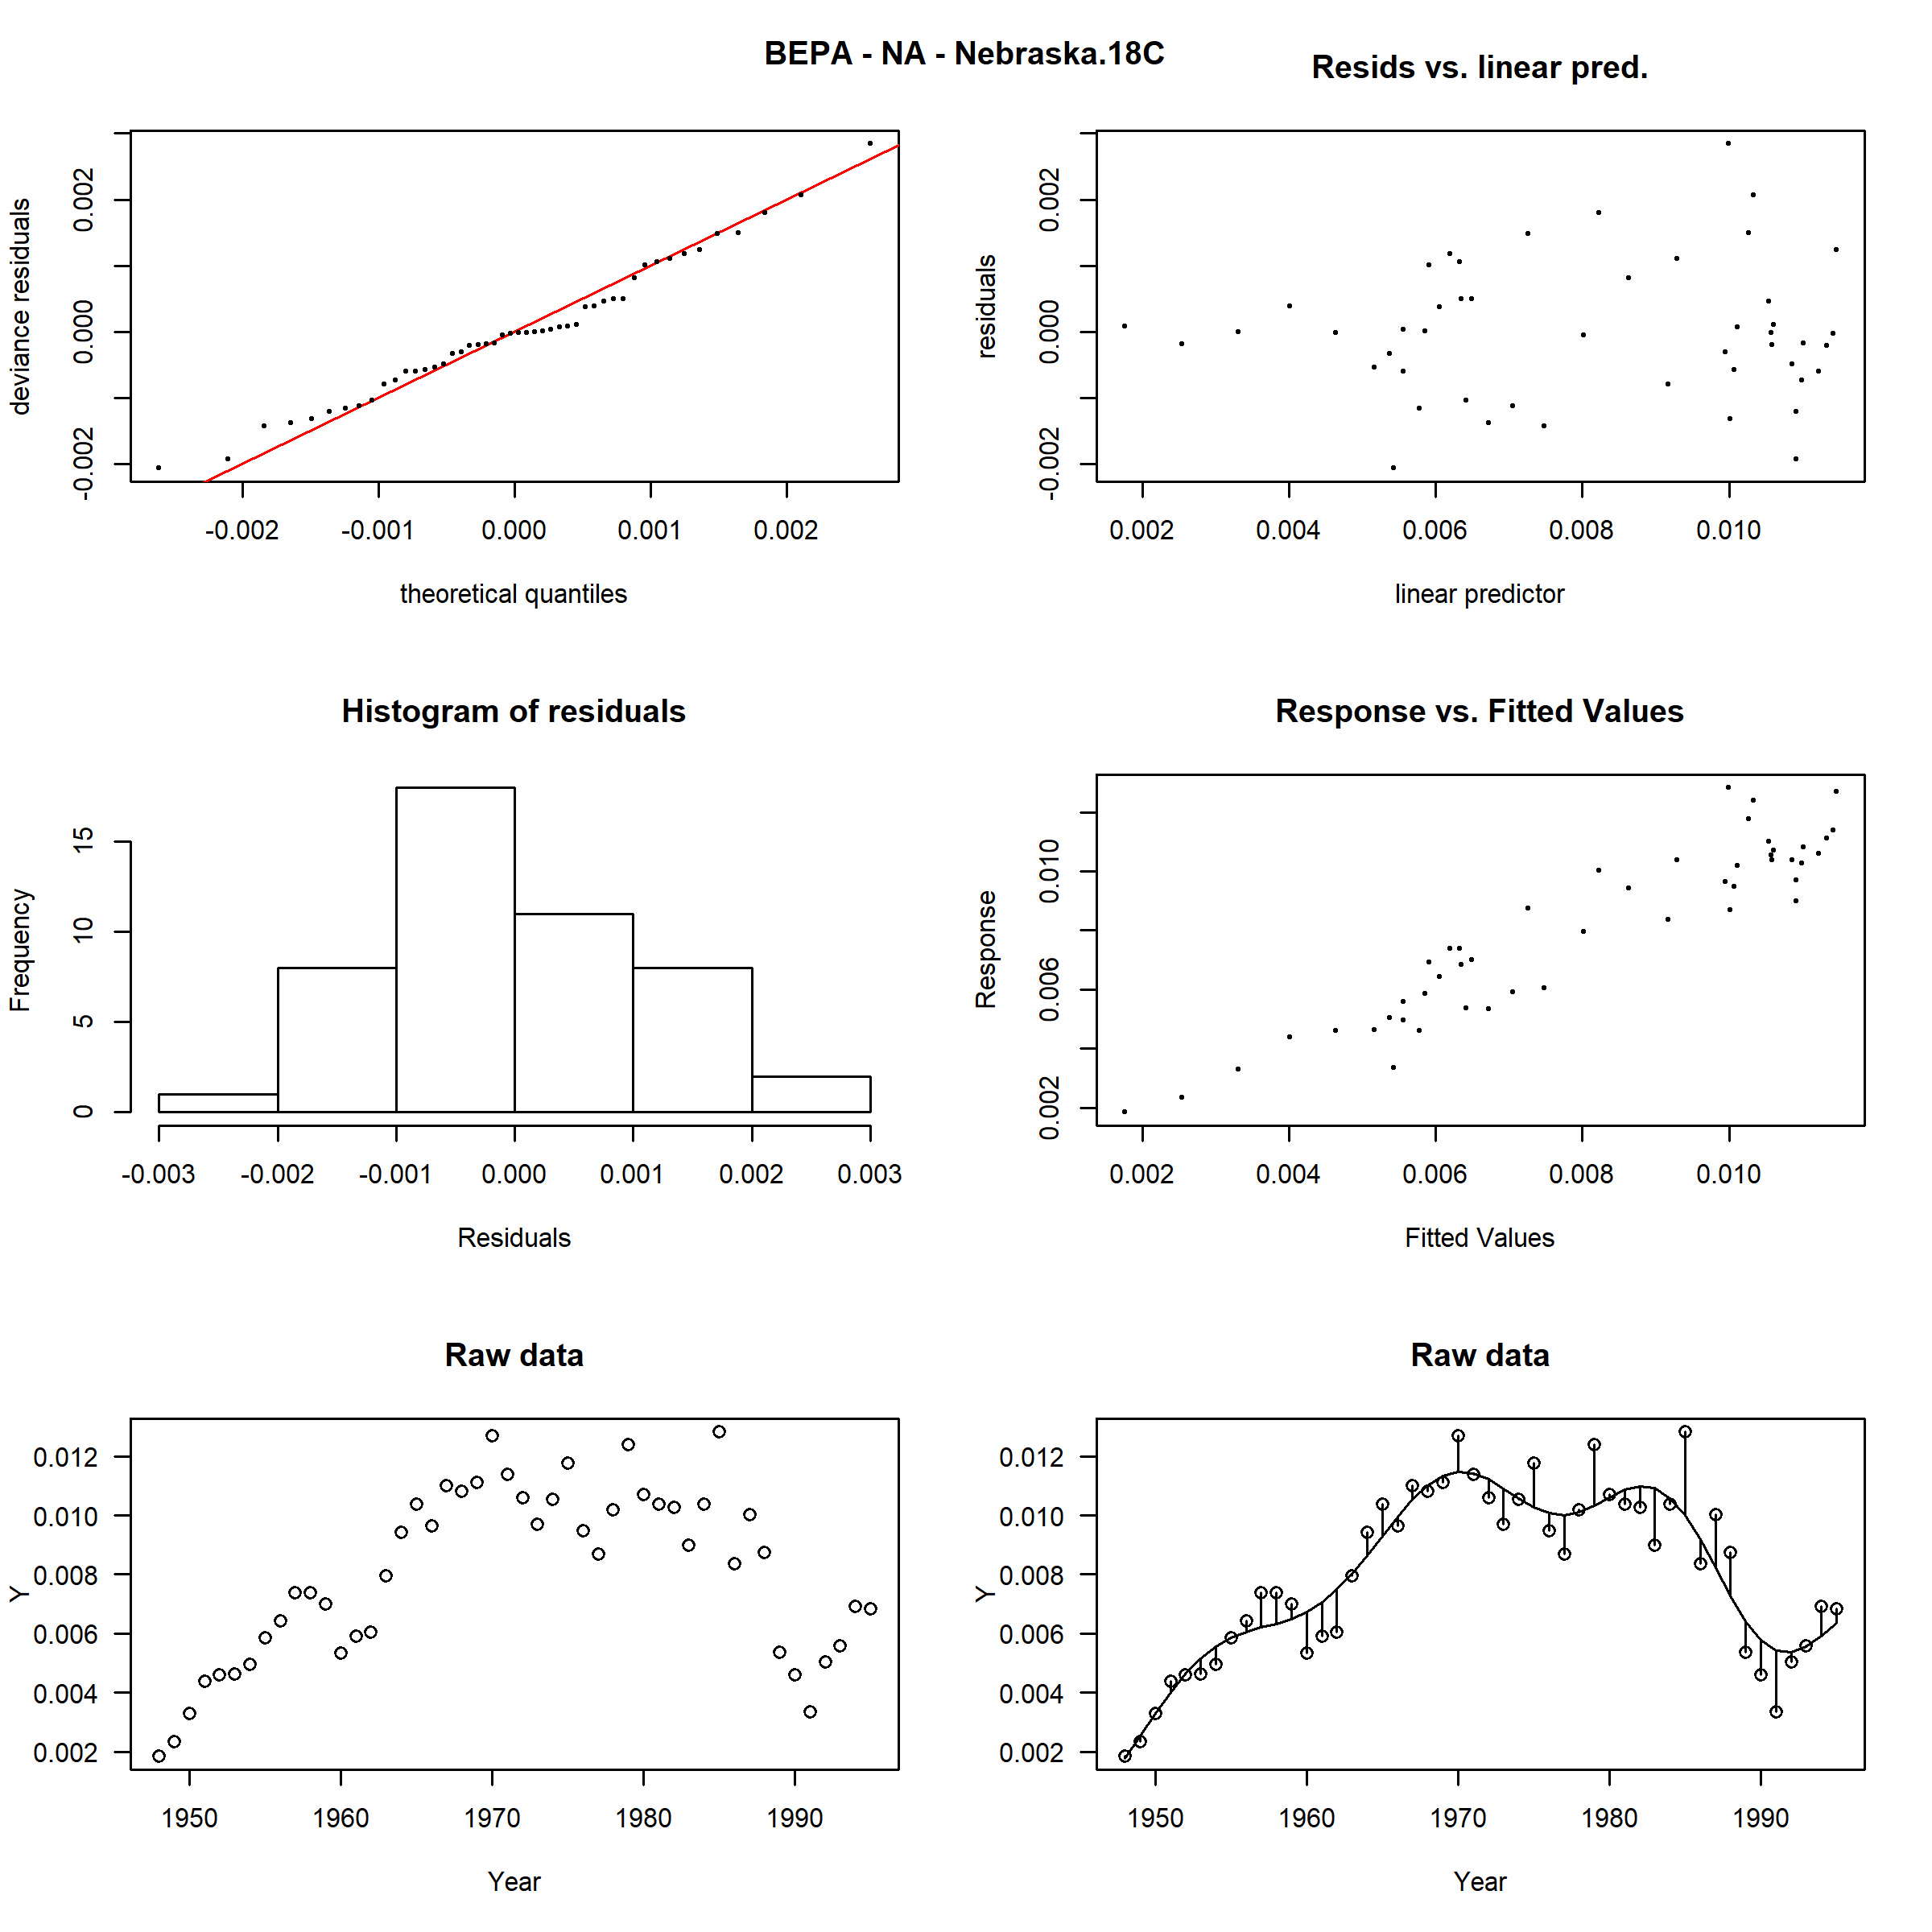 BEPA - NA - Nebraska.18C
Resids vs. linear pred.
deviance residuals
-0.002 0.000 0.002
-0.002 -0.001 0.000 0.001 0.002
theoretical quantiles
residuals
-0.002 0.000 0.002
0.002 0.004 0.006 0.008 0.010
linear predictor
Histogram of residuals
Frequency
0 5 10 15
-0.003 -0.002 -0.001 0.000 0.001 0.002 0.003
Residuals
Response vs. Fitted Values
Response
0.002 0.006 0.010
0.002 0.004 0.006 0.008 0.010
Fitted Values
Raw data
Y
0.012
0.010
0.008
0.006
0.004
0.002
1950 1960 1970 1980 1990
Year
Raw data
Y
0.012
0.010
0.008
0.006
0.004
0.002
1950 1960 1970 1980 1990
Year